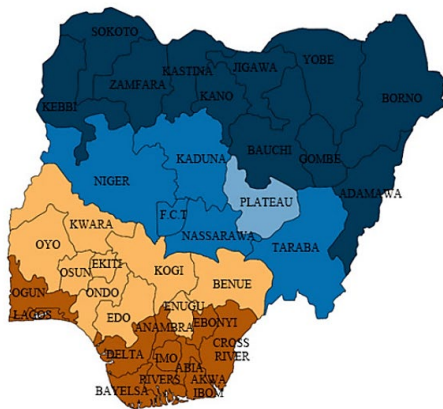 SOKOTO
YOBE
KASTINA
JIGAWA
ZAMFARA
BORNO
KANO
KEBBI
BAUCHI
KADUNA
GOMBE
NIGER
ADAMAWA
PLATEAU
F.C.T
KWARA
OYO
NASSARAWA
TARABA
OSUN
EKITI
KOGI
BENUE
OGUN
ONDO
ENUGU
LAGOS
EDO
ANAMBRA
EBONYI
DELTA
IMO
CROSS
RIVER
ABIA
RIVERS
AKWA
IBOM
BAYELSA